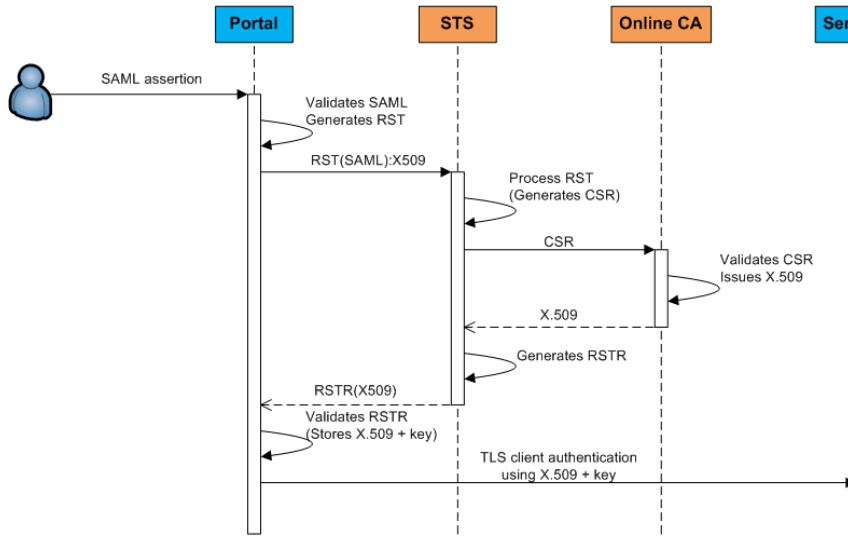 Portal
STS
Online CA
Ser
SAML assertion
Validates SAML
Generates RST
RST(SAML):X509
Process RST
(Generates CSR)
CSR
Validates CSR
Issues X.509
X.509
Generates RSTR
RSTR(X509)
Validates RSTR
(Stores X.509 + key)
TLS client authentication
using X.509 + key